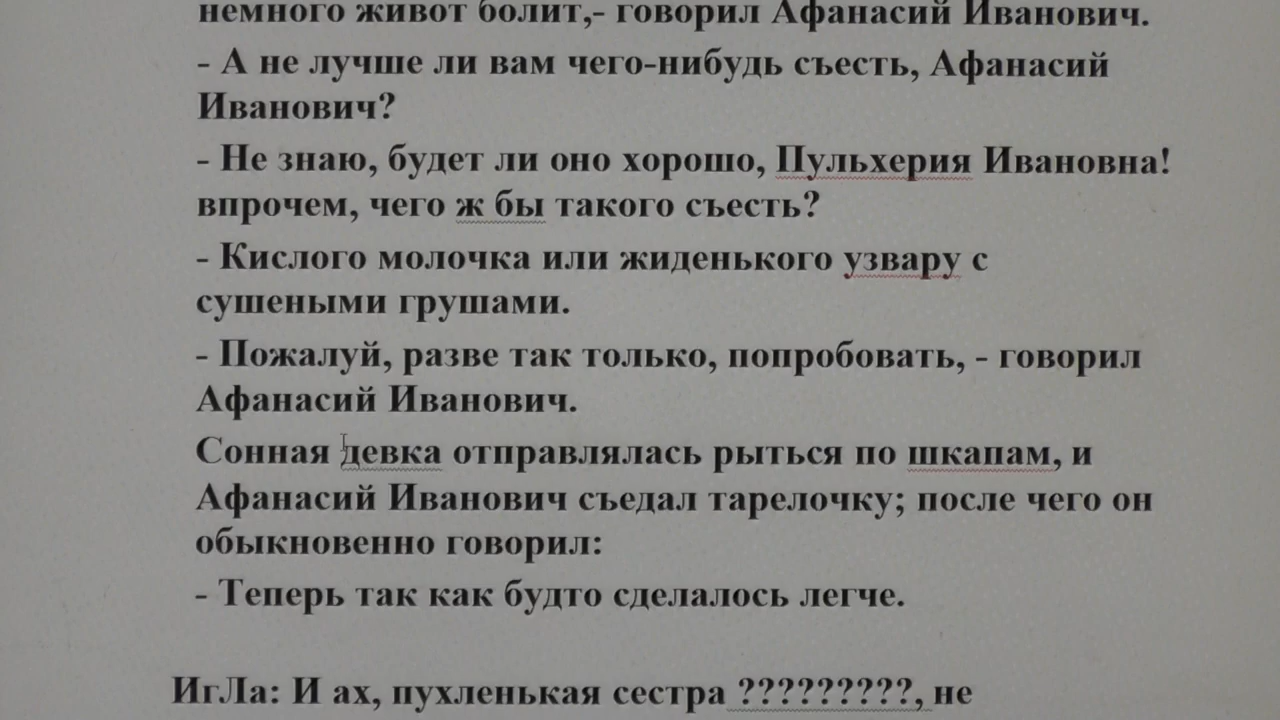 немного живот болит,- говорил Афанасий Иванович.
- А не лучше ли вам чего-нибудь съесть, Афанасий
Иванович?
- Не знаю, будет ли оно хорошо, Пульхерия Ивановна!
впрочем, чего ж бы такого съесть?
- Кислого молочка или жиденького узвару с
сушеными грушами.
- Пожалуй, разве так только, попробовать, - говорил
Афанасий Иванович.
Сонная девка отправлялась рыться по шкапам, и
Афанасий Иванович съедал тарелочку; после чего он
обыкновенно говорил:
- Теперь так как будто сделалось легче.
ИгЛа: И ах, пухленькая сестра ?????????, не